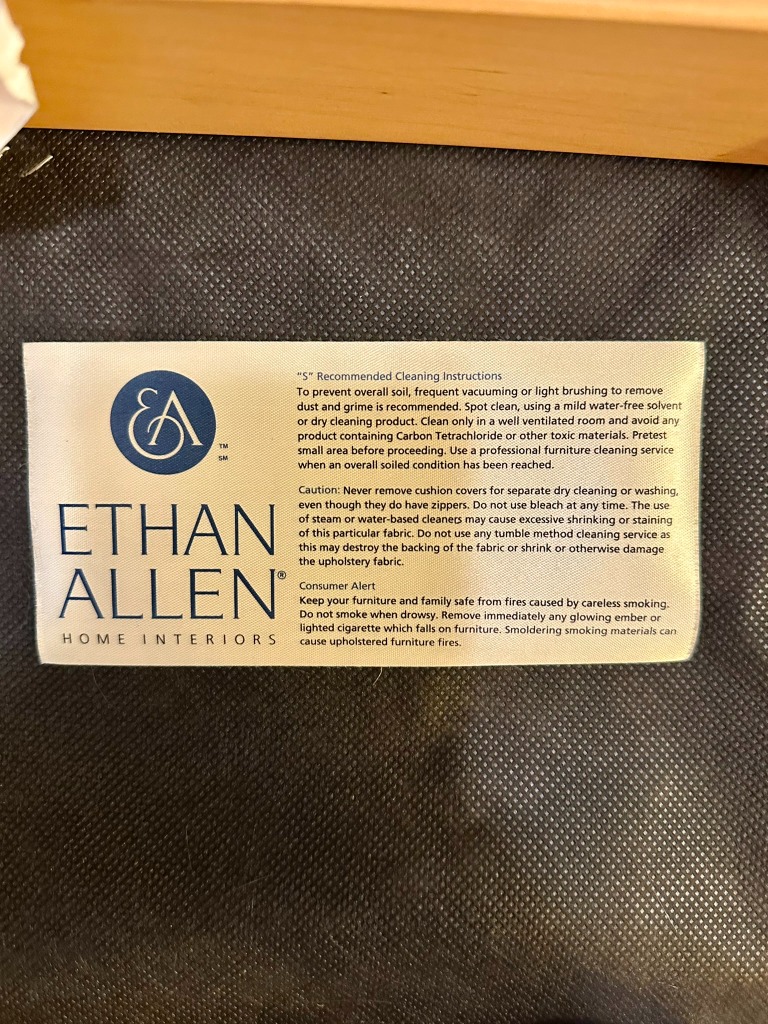 EA
TM
SM
ETHAN
ALLEN®
HOME INTERIORS
"S" Recommended Cleaning Instructions
To prevent overall soil, frequent vacuuming or light brushing to remove
dust and grime is recommended. Spot clean, using a mild water-free solvent
or dry cleaning product. Clean only in a well ventilated room and avoid any
product containing Carbon Tetrachloride or other toxic materials. Pretest
small area before proceeding. Use a professional furniture cleaning service
when an overall soiled condition has been reached.
Caution: Never remove cushion covers for separate dry cleaning or washing,
even though they do have zippers. Do not use bleach at any time. The use
of steam or water-based cleaners may cause excessive shrinking or staining
of this particular fabric. Do not use any tumble method cleaning service as
this may destroy the backing of the fabric or shrink or otherwise damage
the upholstery fabric.
Consumer Alert
Keep your furniture and family safe from fires caused by careless smoking.
Do not smoke when drowsy. Remove immediately any glowing ember or
lighted cigarette which falls on furniture. Smoldering smoking materials can
cause upholstered furniture fires.